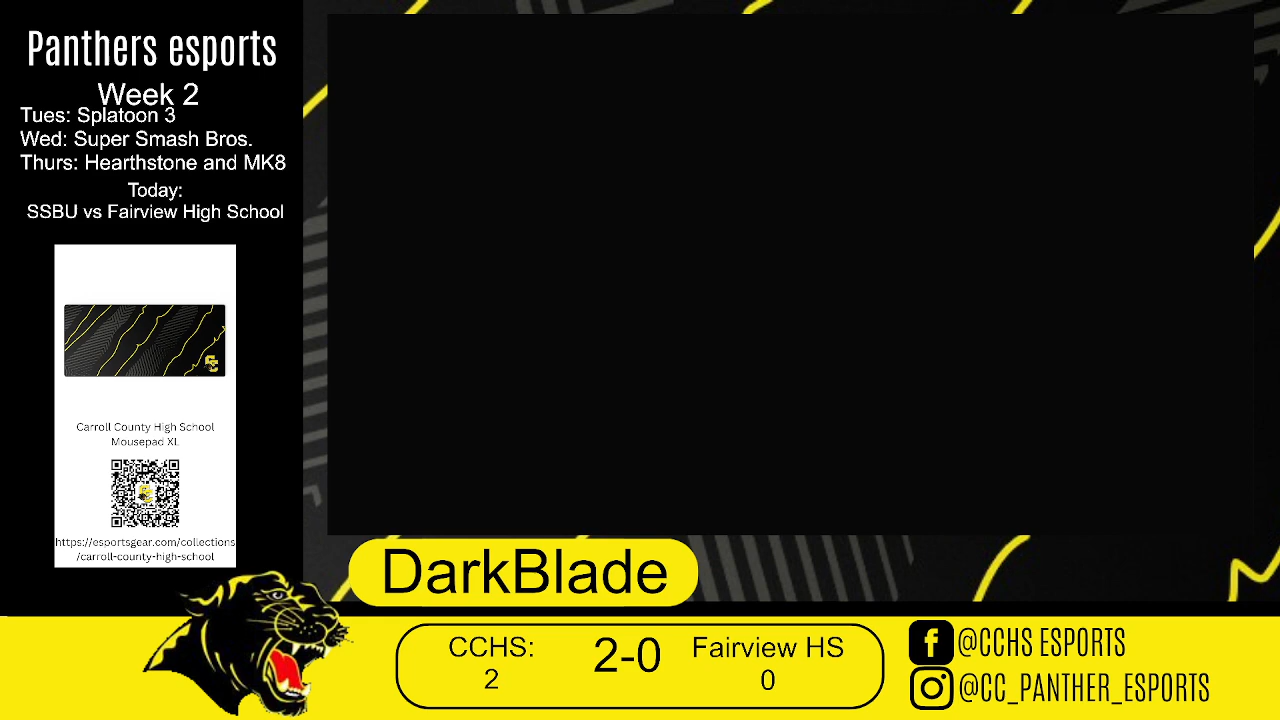 Panthers esports
Week 2
Tues: Splatoon 3
Wed: Super Smash Bros.
Thurs: Hearthstone and MK8
Today:
SSBU vs Fairview High School
Carroll County High School
Mousepad XL
https://esportsgear.com/collections
/carroll-county-high-school
DarkBlade
CCHS:
2
2-0
Fairview HS
0
@CCHS ESPORTS
@CC_PANTHER_ESPORTS